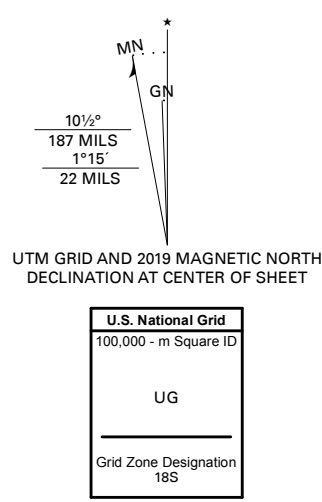 ★
MN
GN
10½°
187 MILS
1°15´
22 MILS
UTM GRID AND 2019 MAGNETIC NORTH
DECLINATION AT CENTER OF SHEET
U.S. National Grid
100,000 - m Square ID
UG
Grid Zone Designation
18S